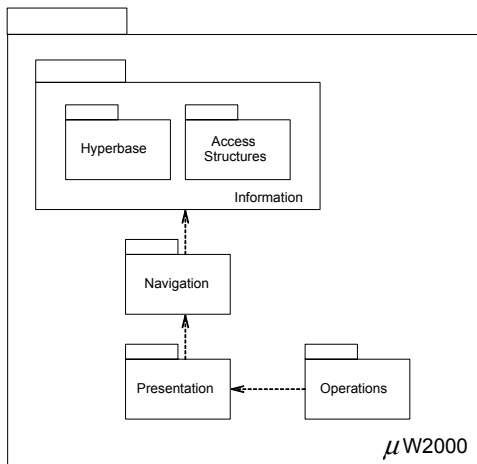 Hyperbase
Access
Structures
Information
Navigation
Presentation
Operations
μW2000